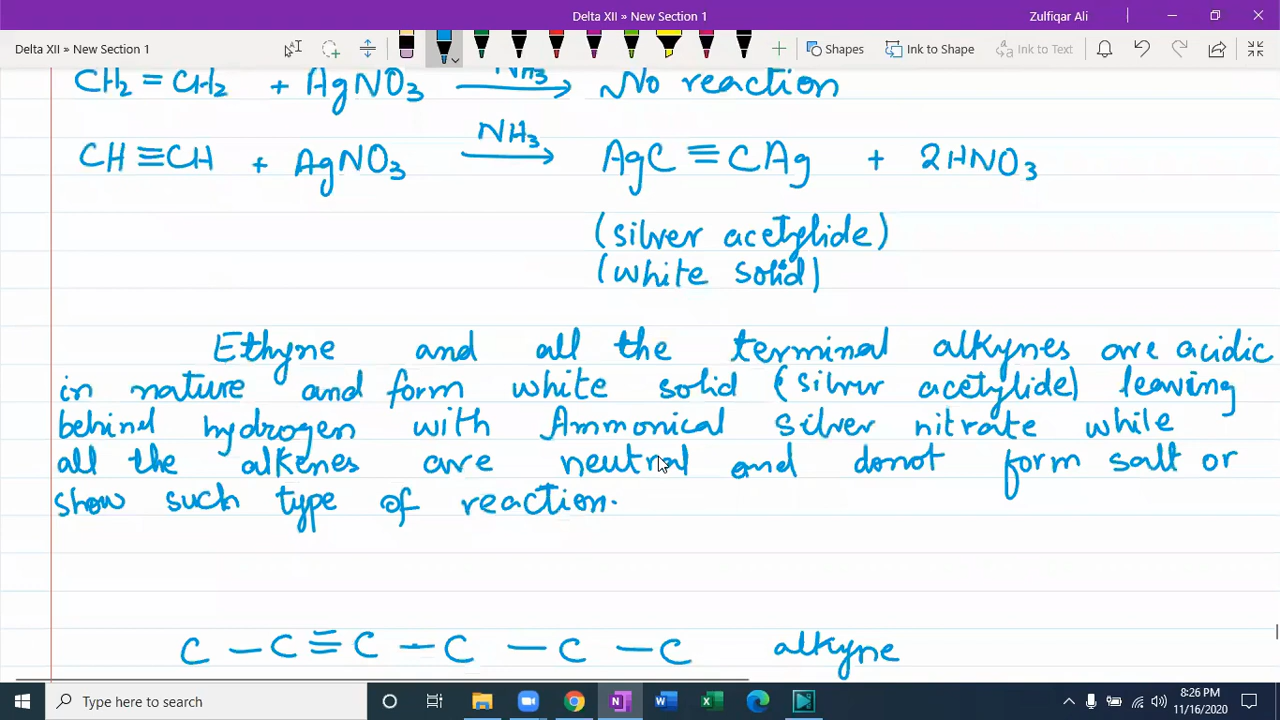 Delta XII » New Section 1
Zulfiqar Ali
Delta XII » New Section 1
Shapes
Ink to Shape
Ink to Text
CH2 = CH2 + AgNO3 NH3 → No reaction
CH ≡ CH + AgNO3 NH3 → AgC ≡ CAg + 2HNO3
(silver acetylide)
(white solid)
Ethyne and all the terminal alkynes are acidic
in nature and form white solid (silver acetylide) leaving
behind hydrogen with Ammonical silver nitrate while
all the alkenes are neutral and donot form salt or
show such type of reaction.
C — C ≡ C — C — C — C alkyne
Type here to search
8:26 PM
11/16/2020